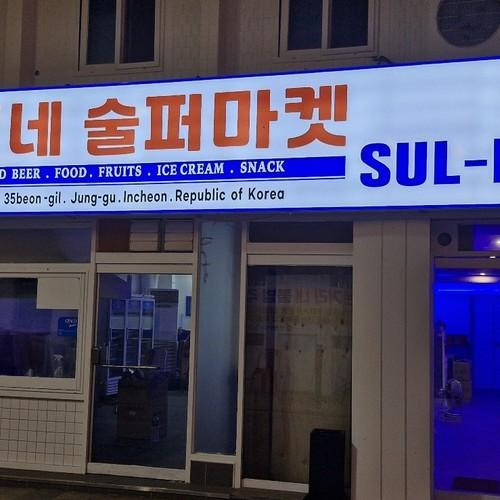 네 술퍼마켓
D BEER . FOOD . FRUITS . ICE CREAM . SNACK
35beon-gil. Jung-gu. Incheon. Republic of Korea
SUL-